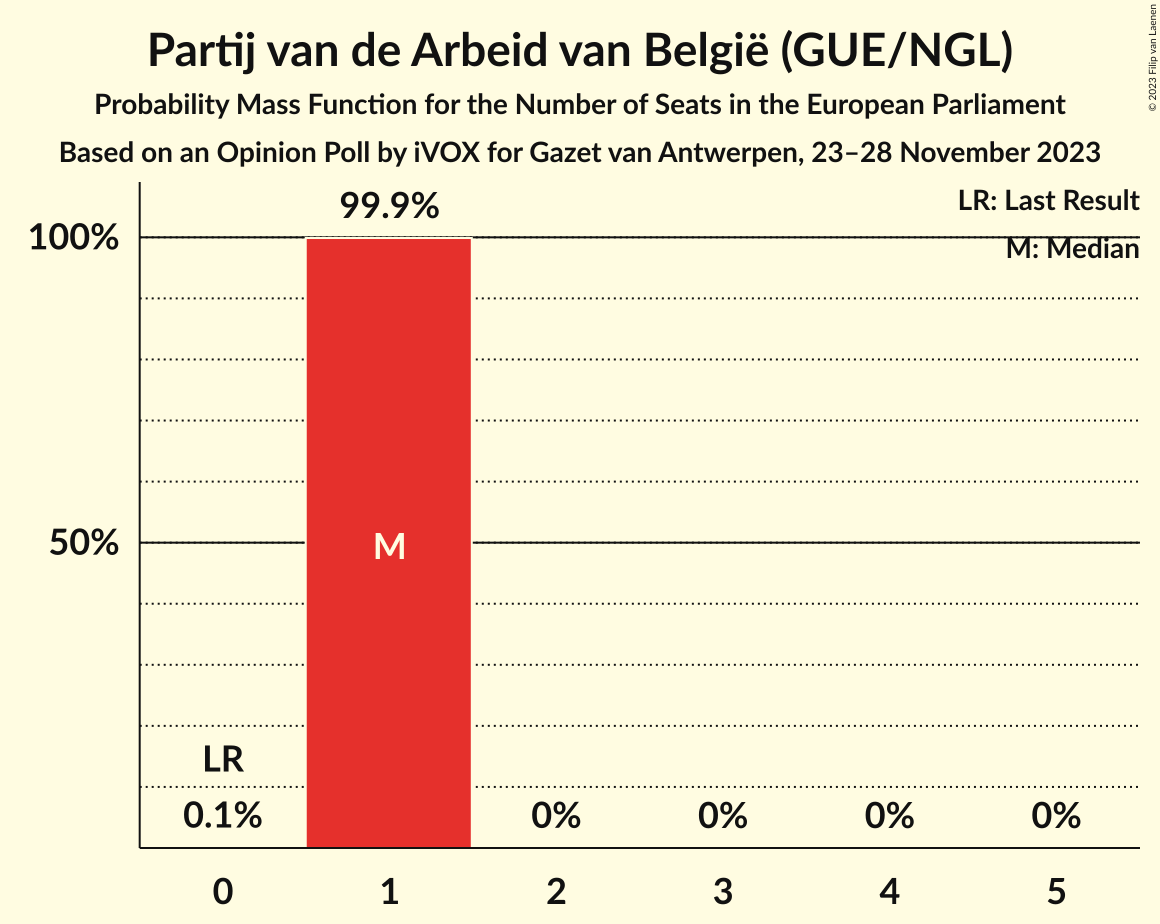 Partij van de Arbeid van België (GUE/NGL)
Probability Mass Function for the Number of Seats in the European Parliament
Based on an Opinion Poll by iVOX for Gazet van Antwerpen, 23–28 November 2023
© 2023 Filip van Laenen
LR: Last Result
M: Median
99.9%
100%
50%
M
LR
0.1%
0%
0%
0%
0%
0
1
2
3
4
5